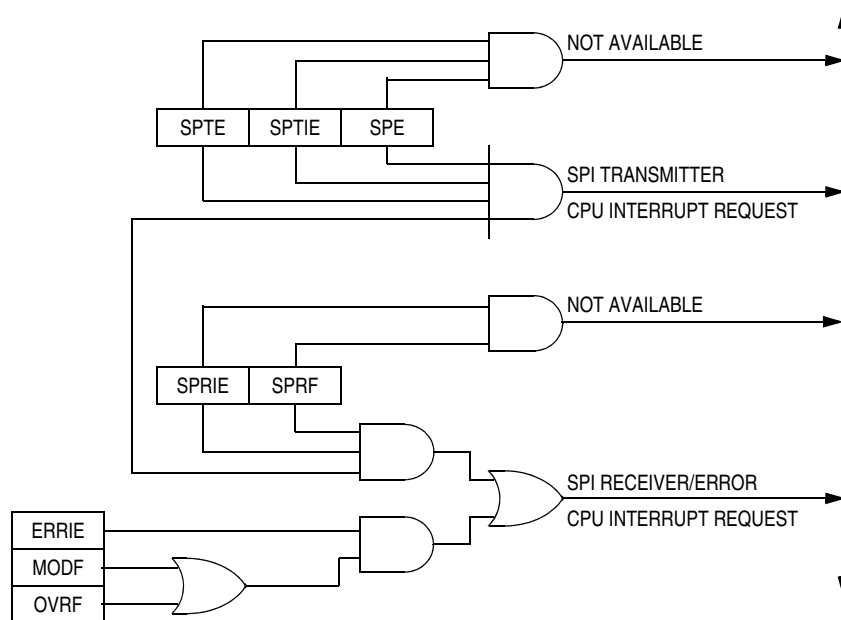 NOT AVAILABLE
SPTE SPTIE SPE
SPI TRANSMITTER
CPU INTERRUPT REQUEST
NOT AVAILABLE
SPRIE SPRF
SPI RECEIVER/ERROR
CPU INTERRUPT REQUEST
ERRIE
MODF
OVRF